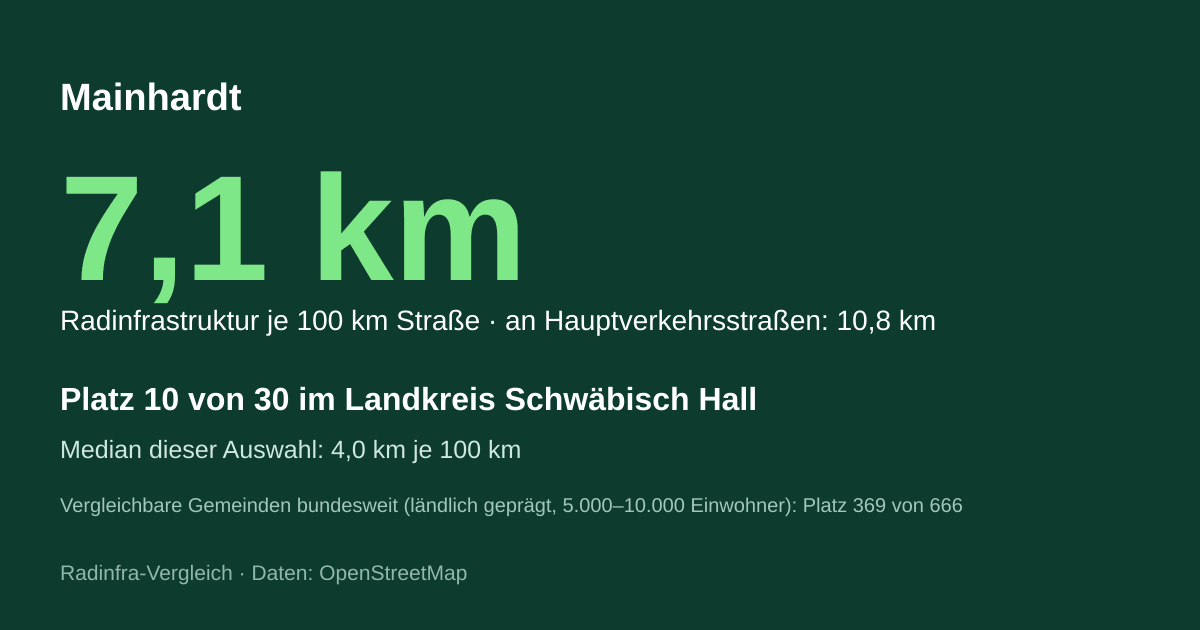 Mainhardt
7,1 km
Radinfrastruktur je 100 km Straße · an Hauptverkehrsstraßen: 10,8 km
Platz 10 von 30 im Landkreis Schwäbisch Hall
Median dieser Auswahl: 4,0 km je 100 km
Vergleichbare Gemeinden bundesweit (ländlich geprägt, 5.000–10.000 Einwohner): Platz 369 von 666
Radinfra-Vergleich · Daten: OpenStreetMap